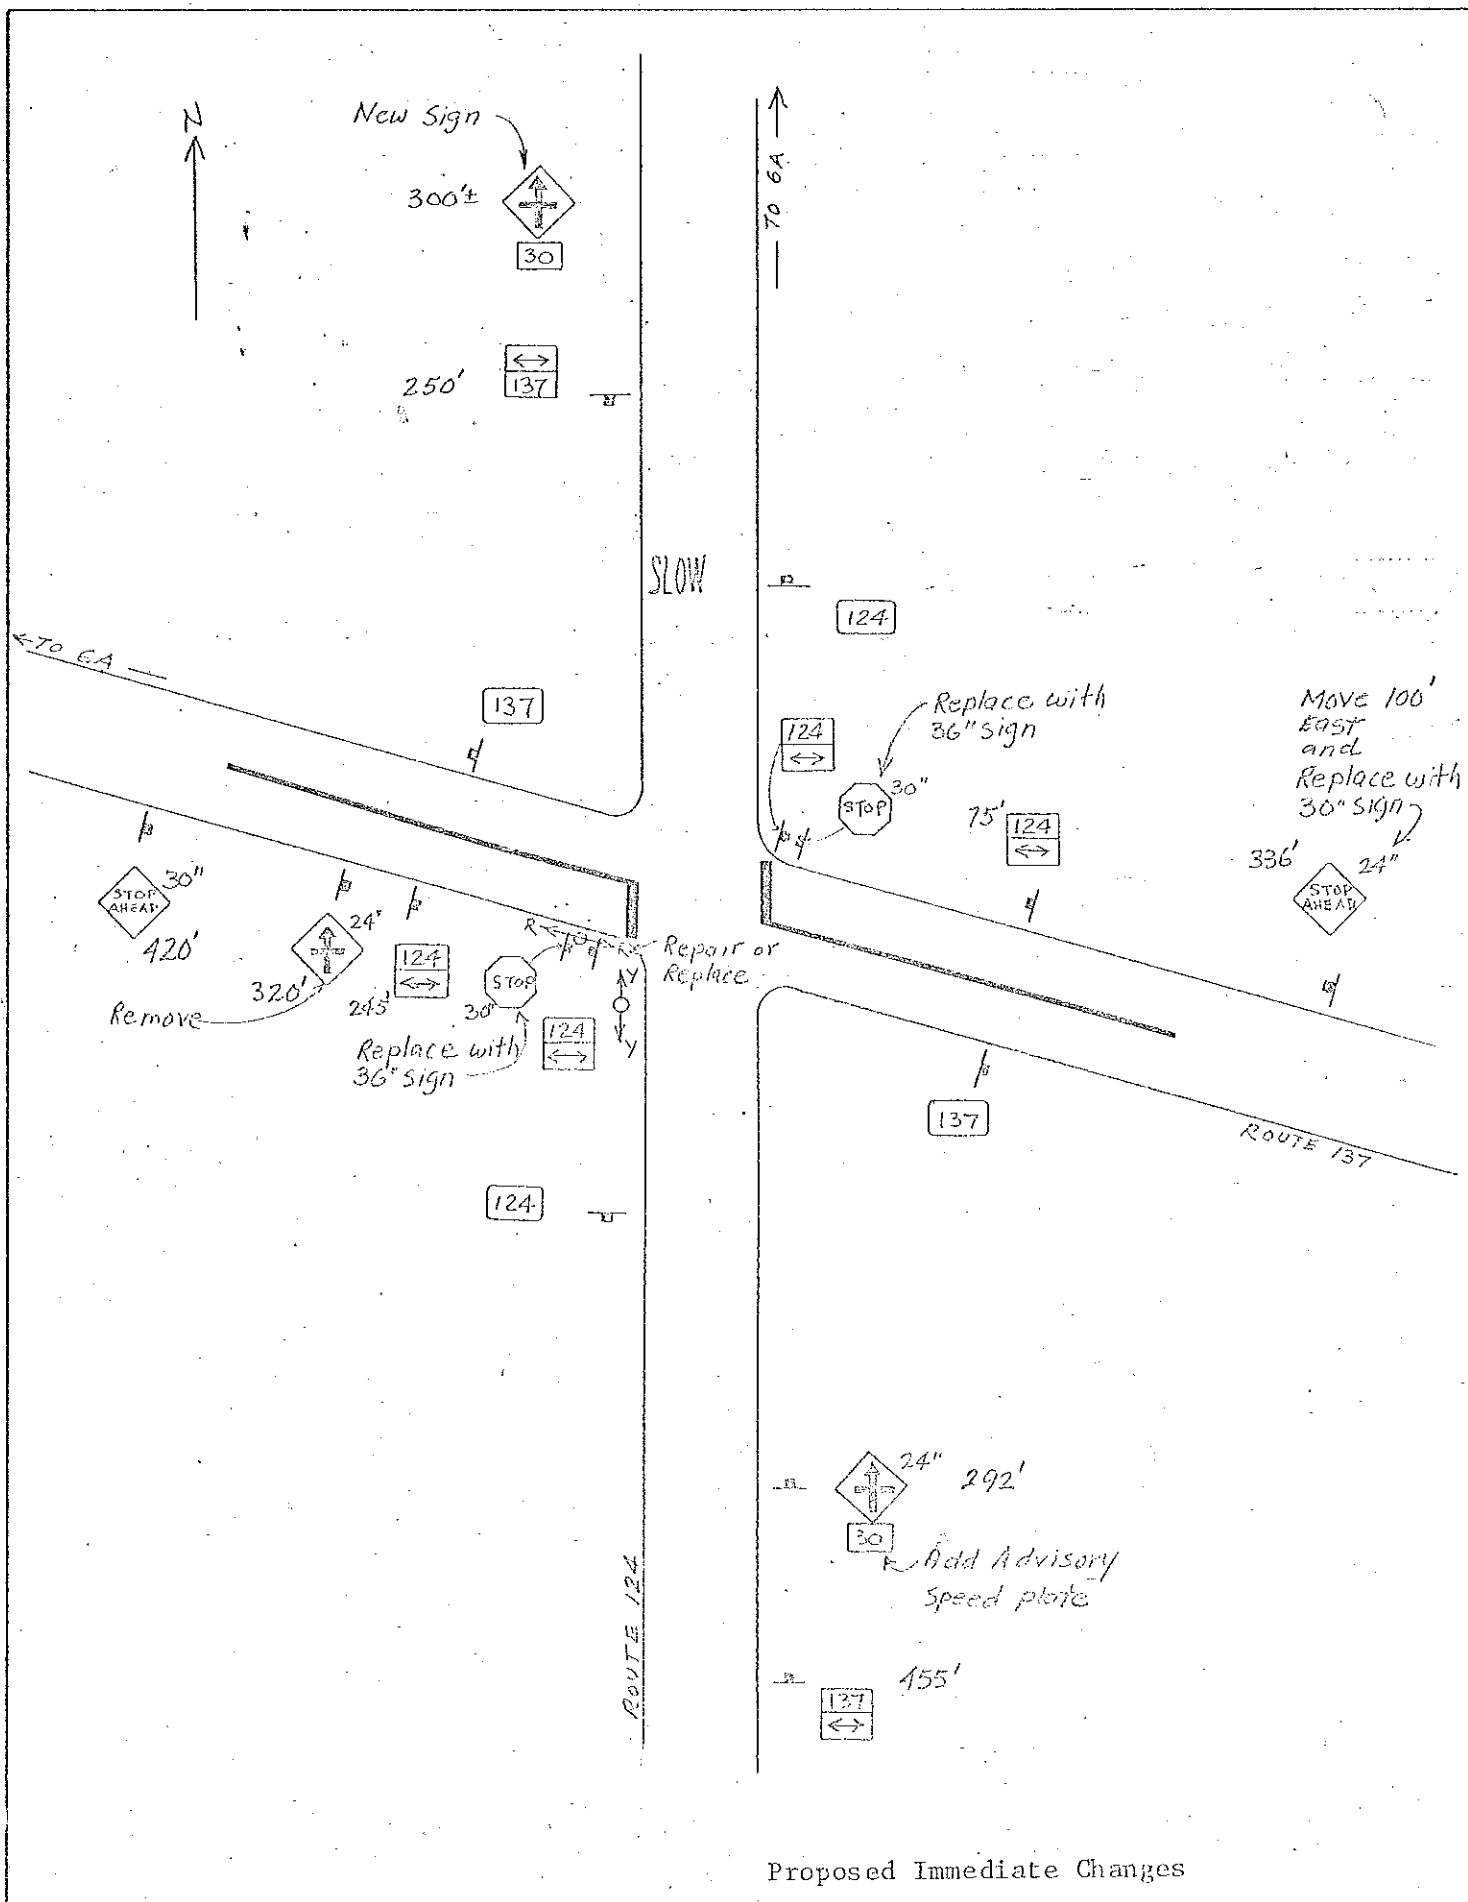 N
New Sign
300'±
30
TO 6A
250'
137
SLOW
124
TO 6A
137
Replace with
36" sign
Move 100'
East
and
Replace with
30" sign
124
STOP
30"
75'
124
336'
24"
STOP
AHEAD
STOP
AHEAD
30"
420'
24"
320'
Remove
124
245'
R
R
Repair or
Replace
STOP
30"
Y
Y
124
Replace with
36" sign
137
ROUTE 137
124
24"
292'
30
Add Advisory
Speed plate
ROUTE 124
455'
137
Proposed Immediate Changes